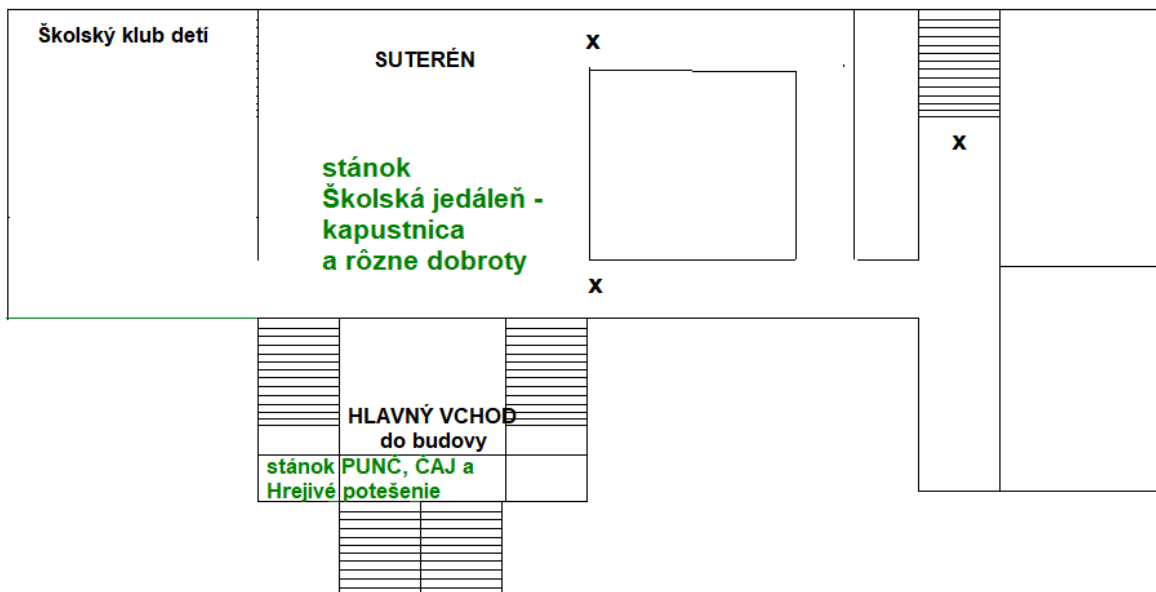 Školský klub detí
SUTERÉN
x
x
stánok
Školská jedáleň -
kapustnica
a rôzne dobroty
x
HLAVNÝ VCHOD
do budovy
stánok PUNČ, ČAJ a
Hrejivé potešenie